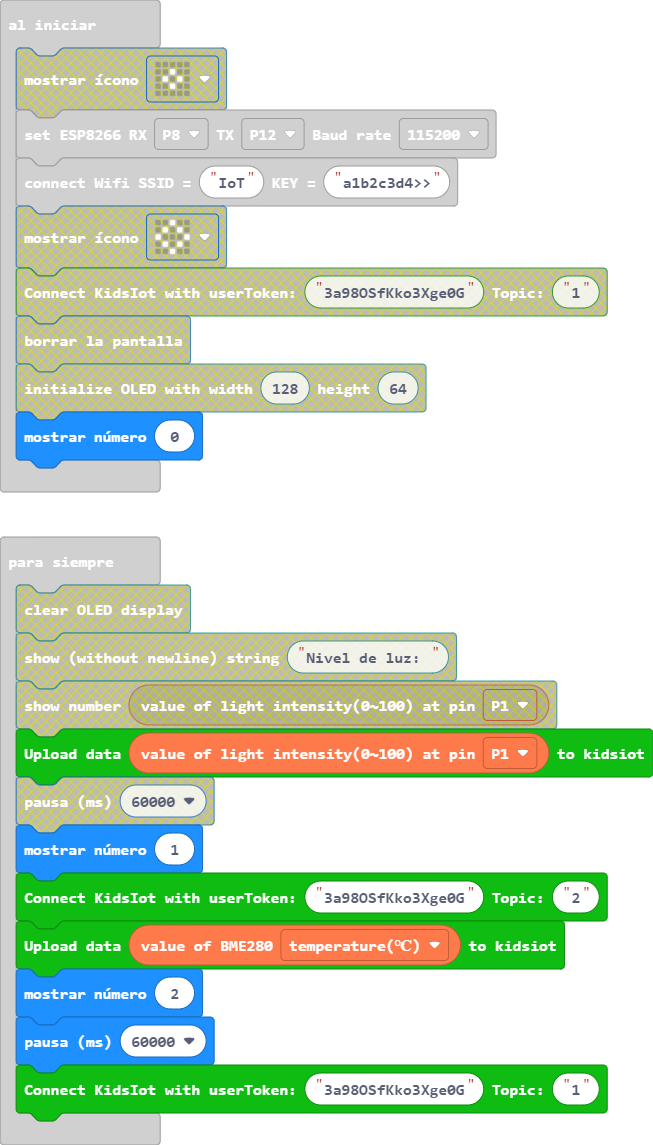 al iniciar
mostrar ícono
set ESP8266 RX P8 TX P12 Baud rate 115200
connect Wifi SSID = "IoT" KEY = "a1b2c3d4>>"
mostrar ícono
Connect KidsIot with userToken: "3a98OSfKko3Xge0G" Topic: "1"
borrar la pantalla
initialize OLED with width 128 height 64
mostrar número 0
para siempre
clear OLED display
show (without newline) string "Nivel de luz: "
show number value of light intensity(0~100) at pin P1
Upload data value of light intensity(0~100) at pin P1 to kidsiot
pausa (ms) 60000
mostrar número 1
Connect KidsIot with userToken: "3a98OSfKko3Xge0G" Topic: "2"
Upload data value of BME280 temperature(℃) to kidsiot
mostrar número 2
pausa (ms) 60000
Connect KidsIot with userToken: "3a98OSfKko3Xge0G" Topic: "1"